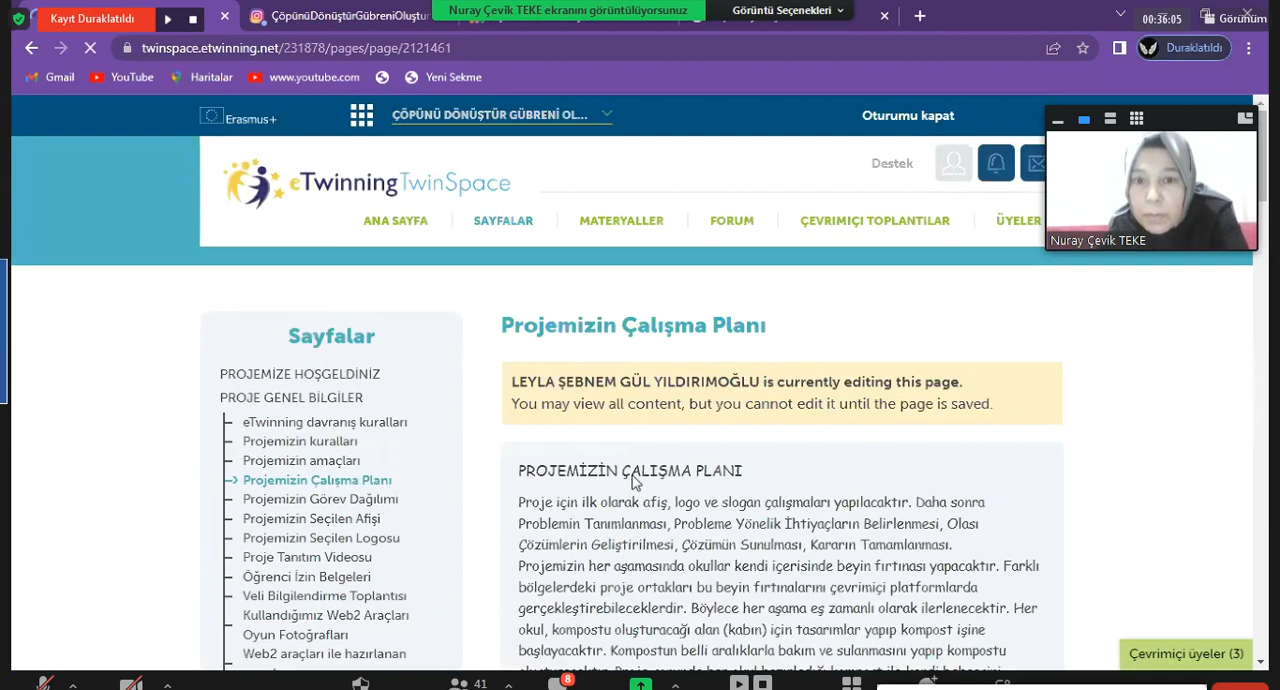 Kayıt Duraklatıldı
ÇöpünüDönüştürGübreniOluştur
Nuray Çevik TEKE ekranını görüntülüyorsunuz
Görüntü Seçenekleri
00:36:05
Görünüm
twinspace.etwinning.net/231878/pages/page/2121461
Duraklatıldı
Gmail
YouTube
Haritalar
www.youtube.com
Yeni Sekme
Erasmus+
ÇÖPÜNÜ DÖNÜŞTÜR GÜBRENİ OL...
Oturumu kapat
eTwinningTwinSpace
Destek
ANA SAYFA
SAYFALAR
MATERYALLER
FORUM
ÇEVRIMIÇI TOPLANTILAR
ÜYELER
Nuray Çevik TEKE
Sayfalar
PROJEMİZE HOŞGELDİNİZ
PROJE GENEL BİLGİLER
eTwinning davranış kuralları
Projemizin kuralları
Projemizin amaçları
Projemizin Çalışma Planı
Projemizin Görev Dağılımı
Projemizin Seçilen Afişi
Projemizin Seçilen Logosu
Proje Tanıtım Videosu
Öğrenci İzin Belgeleri
Veli Bilgilendirme Toplantısı
Kullandığımız Web2 Araçları
Oyun Fotoğrafları
Web2 araçları ile hazırlanan
Projemizin Çalışma Planı
LEYLA ŞEBNEM GÜL YILDIRIMOĞLU is currently editing this page.
You may view all content, but you cannot edit it until the page is saved.
PROJEMİZİN ÇALIŞMA PLANI
Proje için ilk olarak afiş, logo ve slogan çalışmaları yapılacaktır. Daha sonra
Problemin Tanımlanması, Probleme Yönelik İhtiyaçların Belirlenmesi, Olası
Çözümlerin Geliştirilmesi, Çözümün Sunulması, Kararın Tamamlanması.
Projemizin her aşamasında okullar kendi içerisinde beyin fırtınası yapacaktır. Farklı
bölgelerdeki proje ortakları bu beyin fırtınalarını çevrimiçi platformlarda
gerçekleştirebileceklerdir. Böylece her aşama eş zamanlı olarak ilerlenecektir. Her
okul, kompostu oluşturacağı alan (kabın) için tasarımlar yapıp kompost işine
başlayacaktır. Kompostun belli aralıklarla bakım ve sulanmasını yapan okullar
Çevrimiçi üyeler (3)
41
8